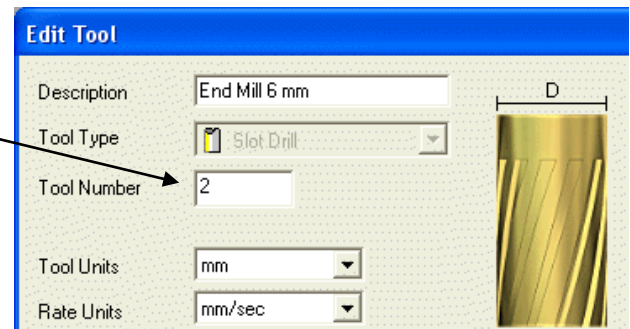 Edit Tool
Description End Mill 6 mm
D
Tool Type Slot Drill
Tool Number 2
Tool Units mm
Rate Units mm/sec